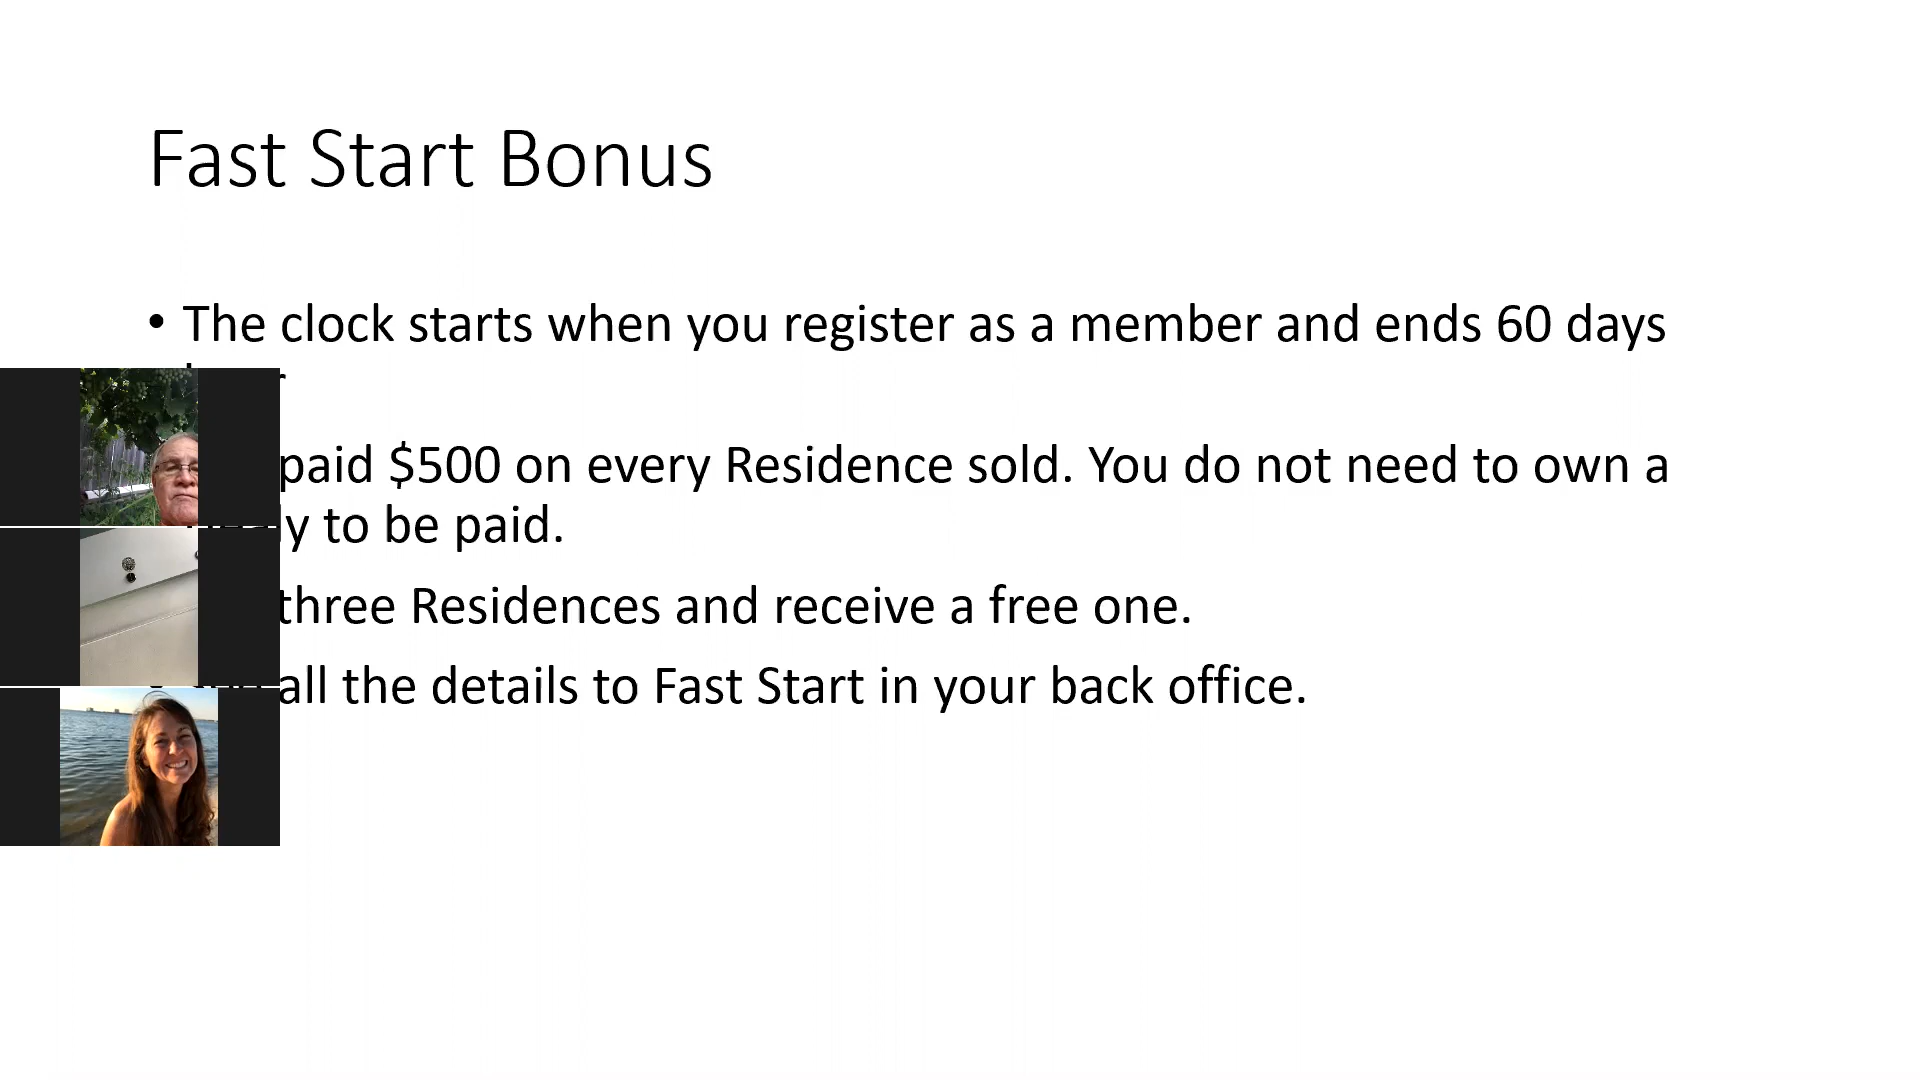 Fast Start Bonus
• The clock starts when you register as a member and ends 60 days
paid $500 on every Residence sold. You do not need to own a
to be paid.
three Residences and receive a free one.
all the details to Fast Start in your back office.